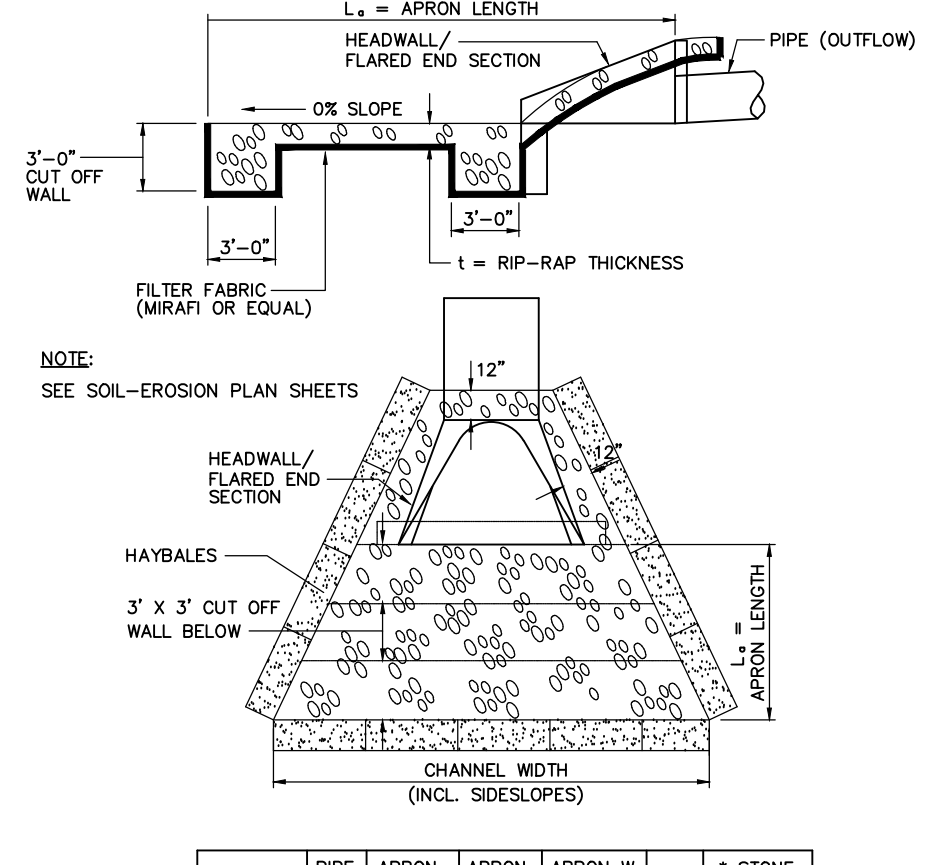 Lₐ = APRON LENGTH
HEADWALL/
FLARED END SECTION
PIPE (OUTFLOW)
0% SLOPE
3'-0"
CUT OFF
WALL
3'-0"
3'-0"
t = RIP-RAP THICKNESS
FILTER FABRIC
(MIRAFI OR EQUAL)
NOTE:
SEE SOIL-EROSION PLAN SHEETS
12"
12"
HEADWALL/
FLARED END
SECTION
HAYBALES
3' X 3' CUT OFF
WALL BELOW
Lₐ =
APRON LENGTH
CHANNEL WIDTH
(INCL. SIDESLOPES)
PIPE APRON APRON APRON W * STONE